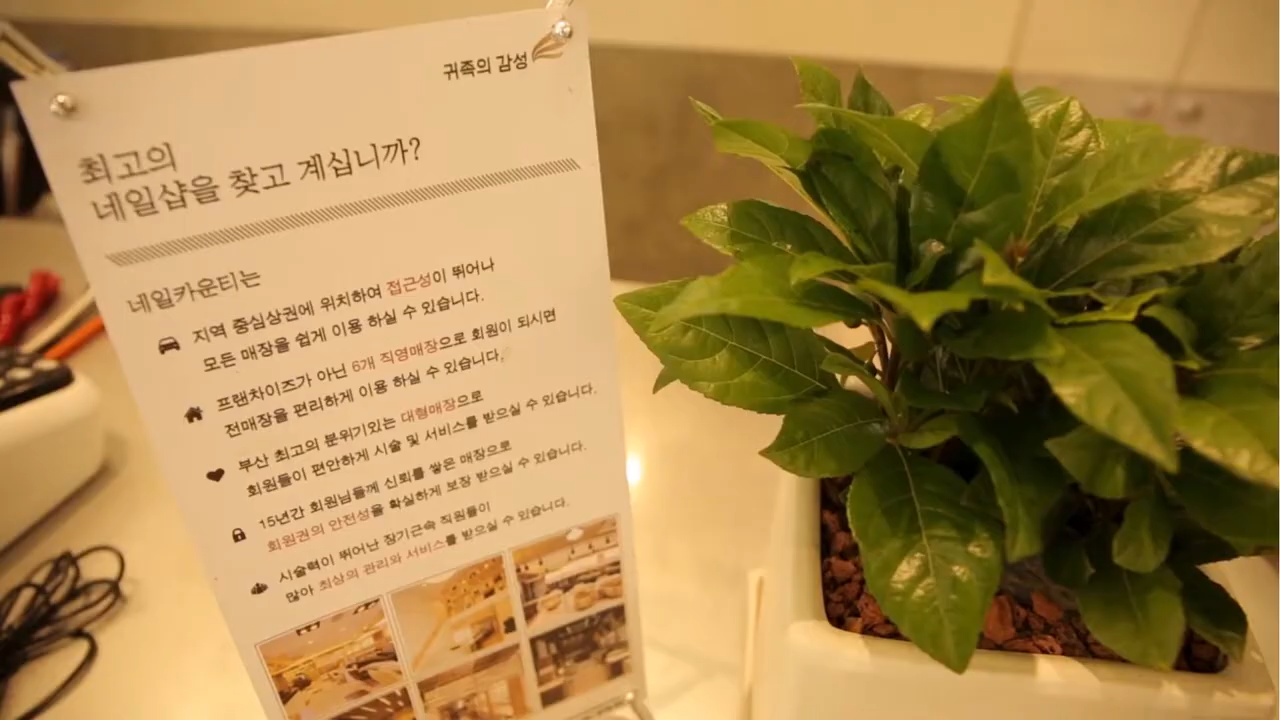 귀족의 감성
최고의
네일샵을 찾고 계십니까?
네일카운티는
지역 중심상권에 위치하여 접근성이 뛰어나
모든 매장을 쉽게 이용 하실 수 있습니다.
프랜차이즈가 아닌 6개 직영매장으로 회원이 되시면
전매장을 편리하게 이용 하실 수 있습니다.
부산 최고의 분위기있는 대형매장으로
회원들이 편안하게 시술 및 서비스를 받으실 수 있습니다.
15년간 회원님들께 신뢰를 쌓은 매장으로
회원권의 안전성을 확실하게 보장 받으실 수 있습니다.
시술력이 뛰어난 장기근속 직원들이
많아 최상의 관리와 서비스를 받으실 수 있습니다.